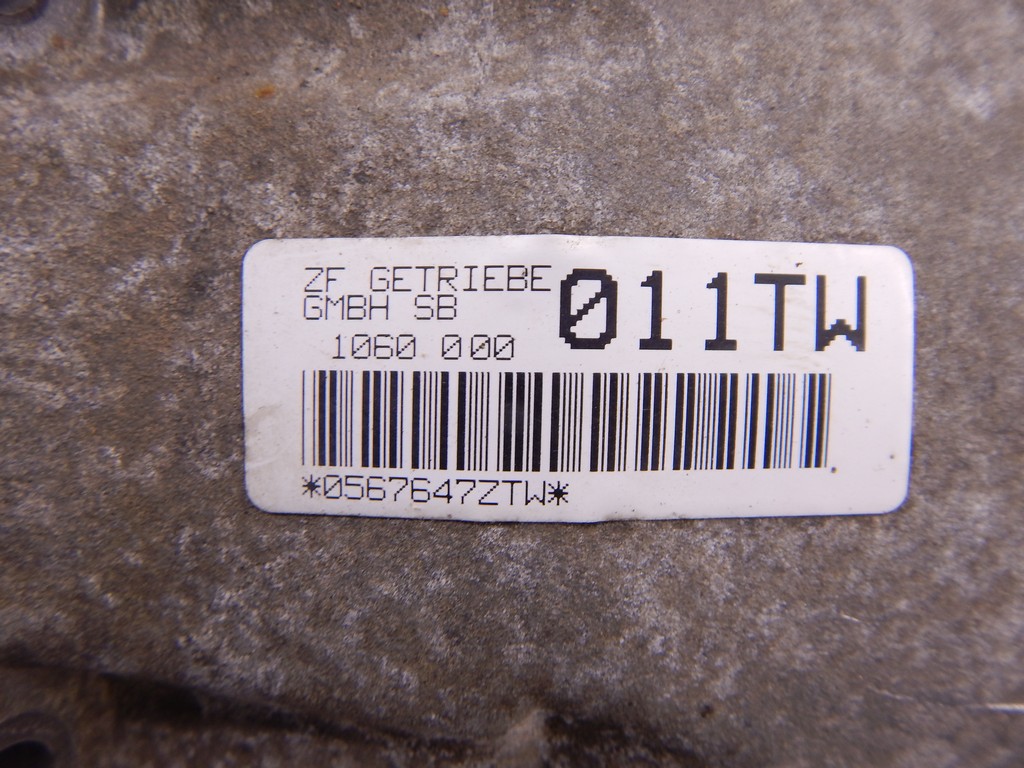 ZF GETRIEBE
GMBH SB
011TW
1060 000
*0567647ZTW*